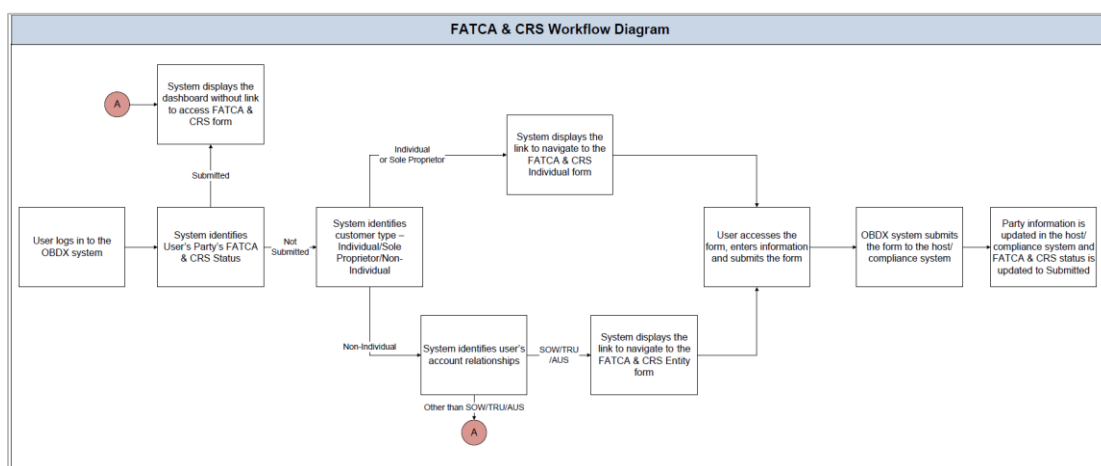 FATCA & CRS Workflow Diagram
A
System displays the
dashboard without link
to access FATCA &
CRS form
Submitted
User logs in to the
OBDX system
System identifies
User's Party's FATCA
& CRS Status
Not
Submitted
System identifies
customer type –
Individual/Sole
Proprietor/Non-
Individual
Individual
or Sole Proprietor
System displays the
link to navigate to the
FATCA & CRS
Individual form
Non-Individual
System identifies user's
account relationships
SOW/TRU
/AUS
System displays the
link to navigate to the
FATCA & CRS Entity
form
Other than SOW/TRU/AUS
A
User accesses the
form, enters information
and submits the form
OBDX system submits
the form to the host/
compliance system
Party information is
updated in the host/
compliance system and
FATCA & CRS status is
updated to Submitted